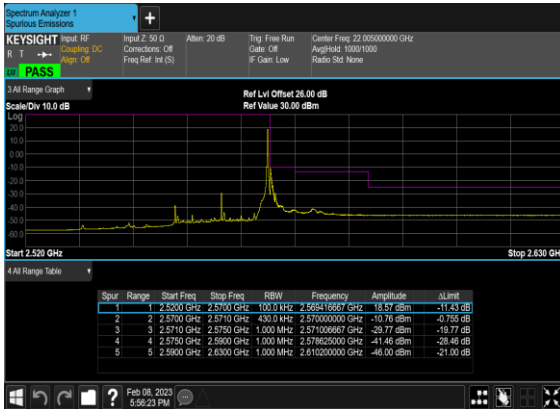 Spectrum Analyzer 1
Spurious Emissions
KEYSIGHT Input: RF Input Z: 50 Ω Atten: 20 dB Trig: Free Run Center Freq: 22.005000000 GHz
R T Coupling: DC Corrections: Off Gate: Off Avg|Hold: 1000/1000
Align: Off Freq Ref: Int (S) IF Gain: Low Radio Std: None
PASS
3 All Range Graph
Ref Lvl Offset 26.00 dB
Scale/Div 10.0 dB Ref Value 30.00 dBm
Log
20.0
10.0
0.00
-10.0
-20.0
-30.0
-40.0
-50.0
-60.0
Start 2.520 GHz Stop 2.630 GH
4 All Range Table
Spur Range Start Freq Stop Freq RBW Frequency Amplitude ΔLimit
1 1 2.5200 GHz 2.5700 GHz 100.0 kHz 2.569416667 GHz 18.57 dBm -11.43 dB
2 2 2.5700 GHz 2.5710 GHz 430.0 kHz 2.570000000 GHz -10.76 dBm -0.755 dB
3 3 2.5710 GHz 2.5750 GHz 1.000 MHz 2.571006667 GHz -29.77 dBm -19.77 dB
4 4 2.5750 GHz 2.5900 GHz 1.000 MHz 2.578625000 GHz -41.46 dBm -28.46 dB
5 5 2.5900 GHz 2.6300 GHz 1.000 MHz 2.610200000 GHz -46.00 dBm -21.00 dB
Feb 08, 2023
5:56:23 PM